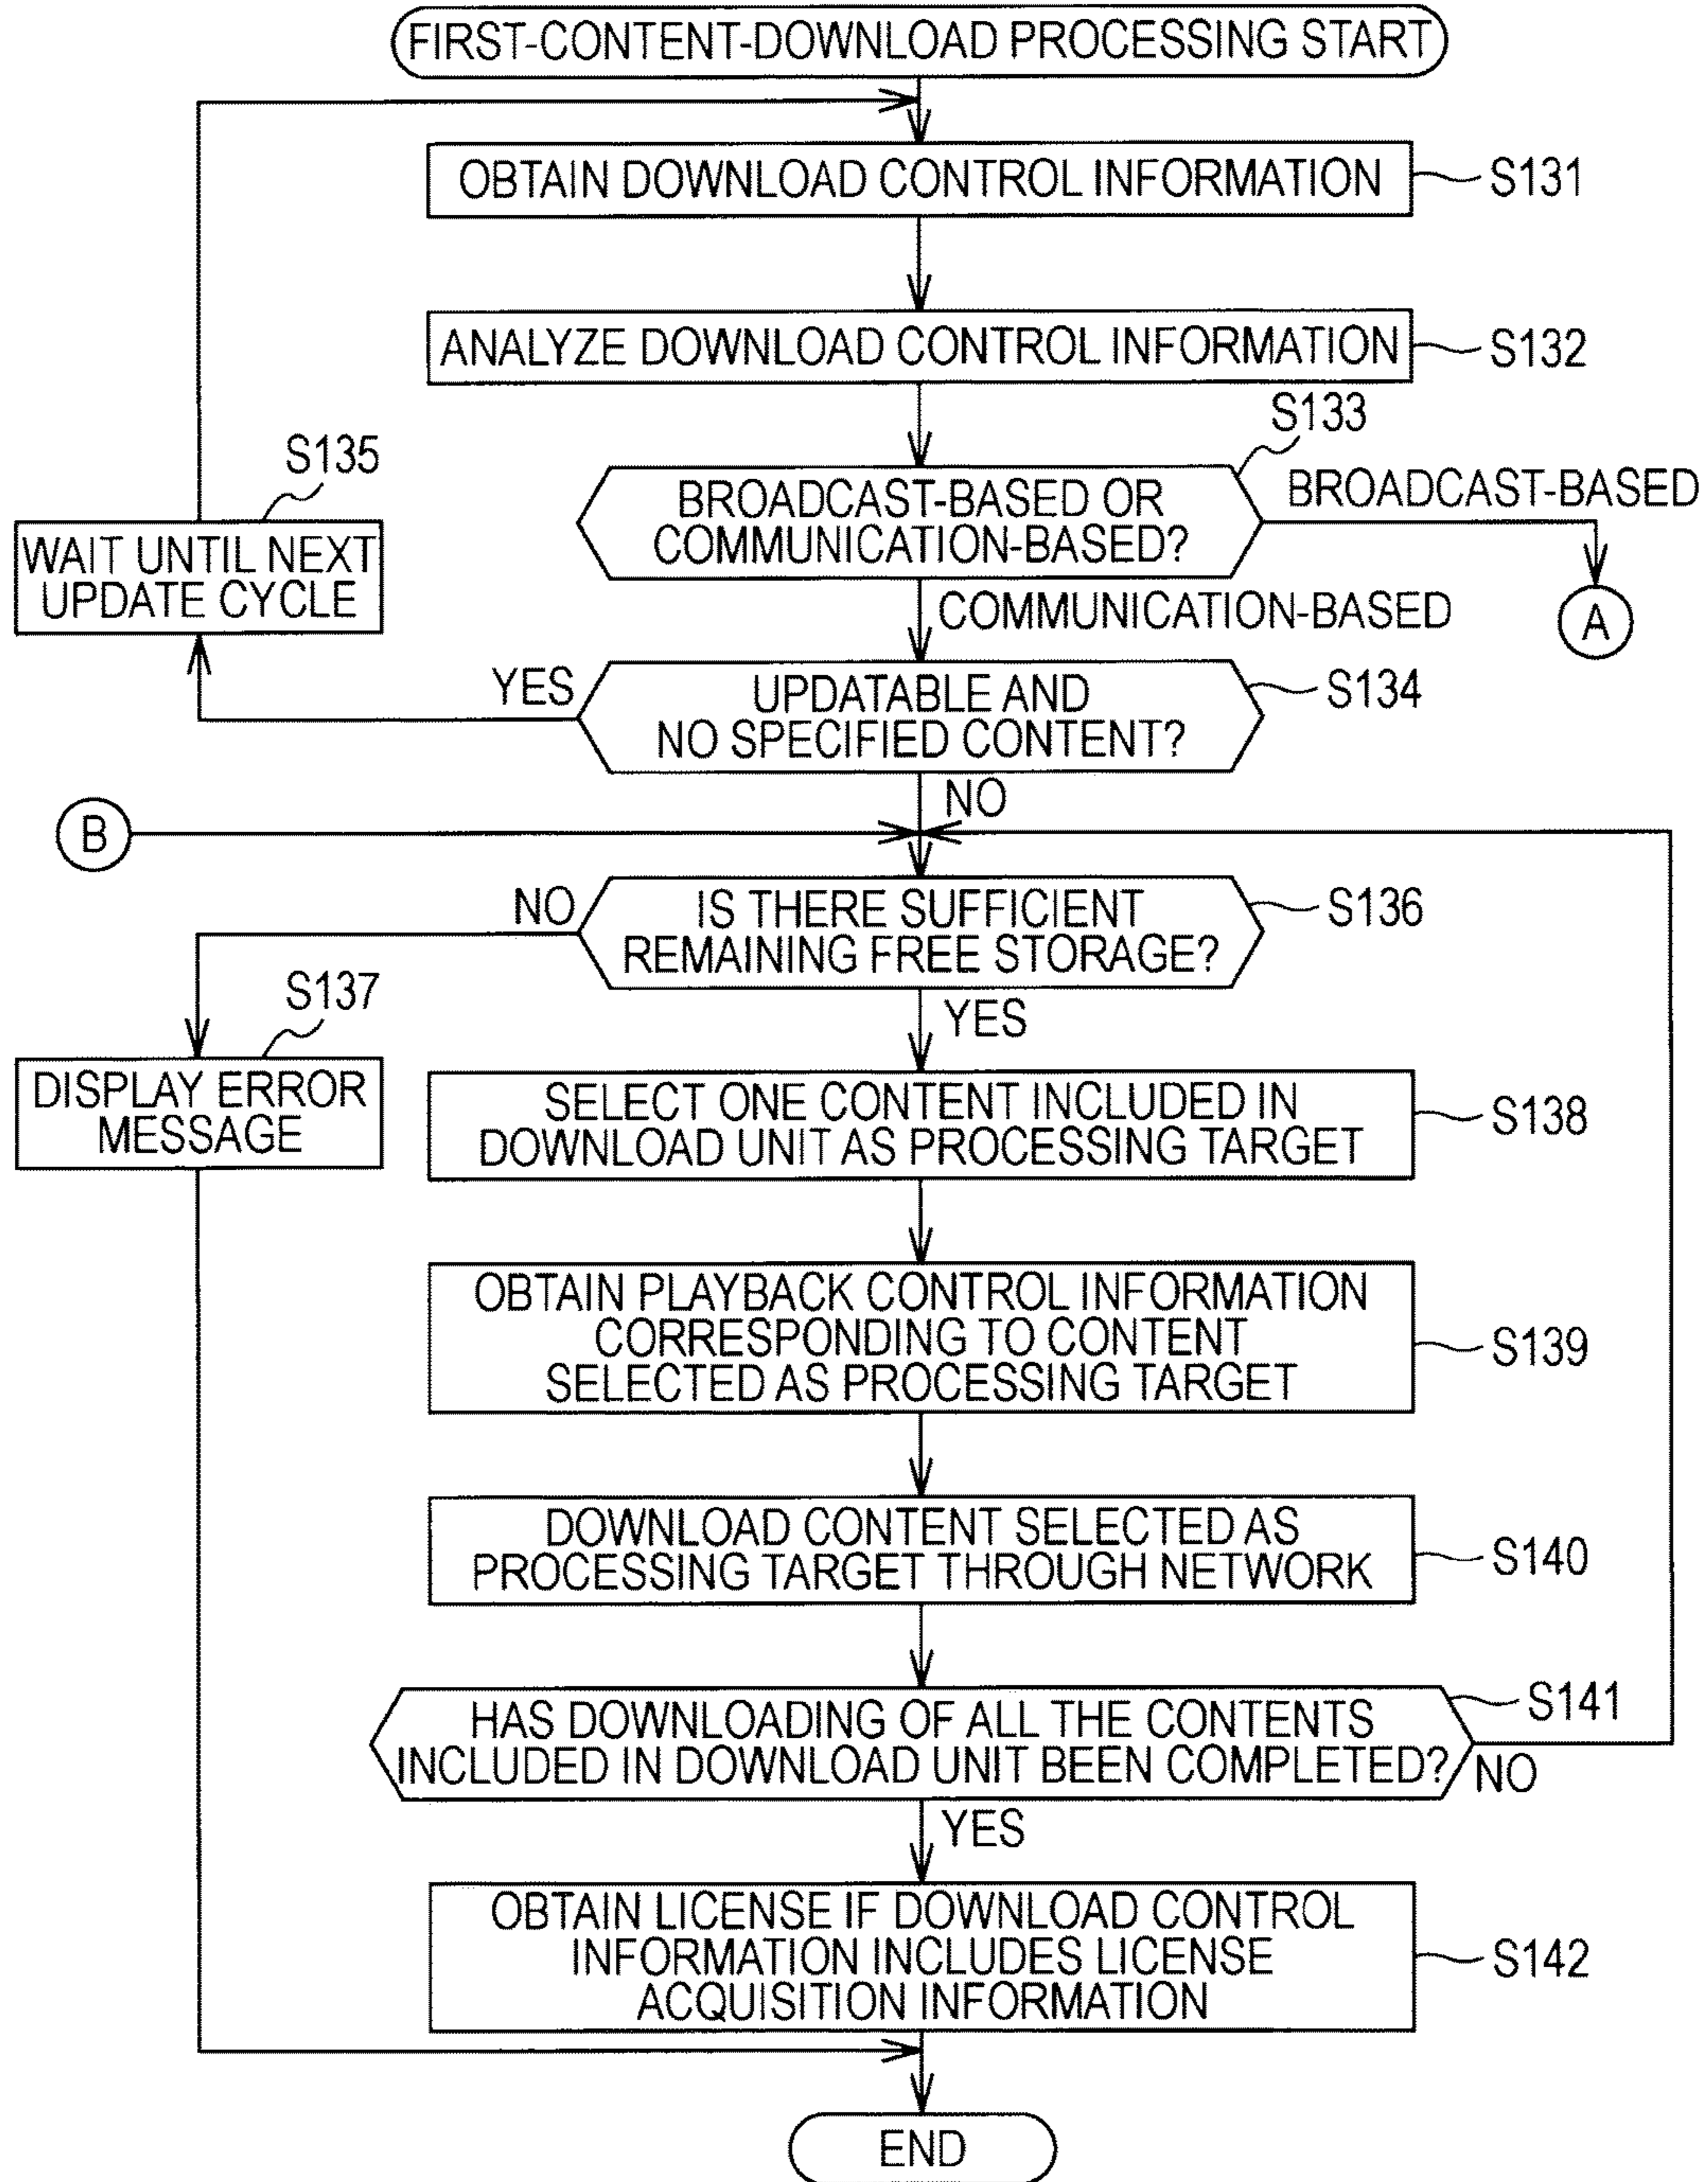 FIRST-CONTENT-DOWNLOAD PROCESSING START
OBTAIN DOWNLOAD CONTROL INFORMATION
S131
ANALYZE DOWNLOAD CONTROL INFORMATION
S132
S133
BROADCAST-BASED OR
COMMUNICATION-BASED?
BROADCAST-BASED
A
S135
WAIT UNTIL NEXT
UPDATE CYCLE
COMMUNICATION-BASED
YES
UPDATABLE AND
NO SPECIFIED CONTENT?
S134
NO
B
NO
IS THERE SUFFICIENT
REMAINING FREE STORAGE?
S136
S137
YES
DISPLAY ERROR
MESSAGE
SELECT ONE CONTENT INCLUDED IN
DOWNLOAD UNIT AS PROCESSING TARGET
S138
OBTAIN PLAYBACK CONTROL INFORMATION
CORRESPONDING TO CONTENT
SELECTED AS PROCESSING TARGET
S139
DOWNLOAD CONTENT SELECTED AS
PROCESSING TARGET THROUGH NETWORK
S140
HAS DOWNLOADING OF ALL THE CONTENTS
INCLUDED IN DOWNLOAD UNIT BEEN COMPLETED?
S141
NO
YES
OBTAIN LICENSE IF DOWNLOAD CONTROL
INFORMATION INCLUDES LICENSE
ACQUISITION INFORMATION
S142
END